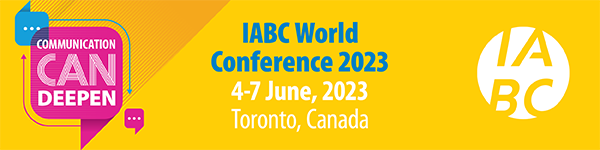 COMMUNICATION
CAN
DEEPEN
IABC World
Conference 2023
4-7 June, 2023
Toronto, Canada
IA
BC